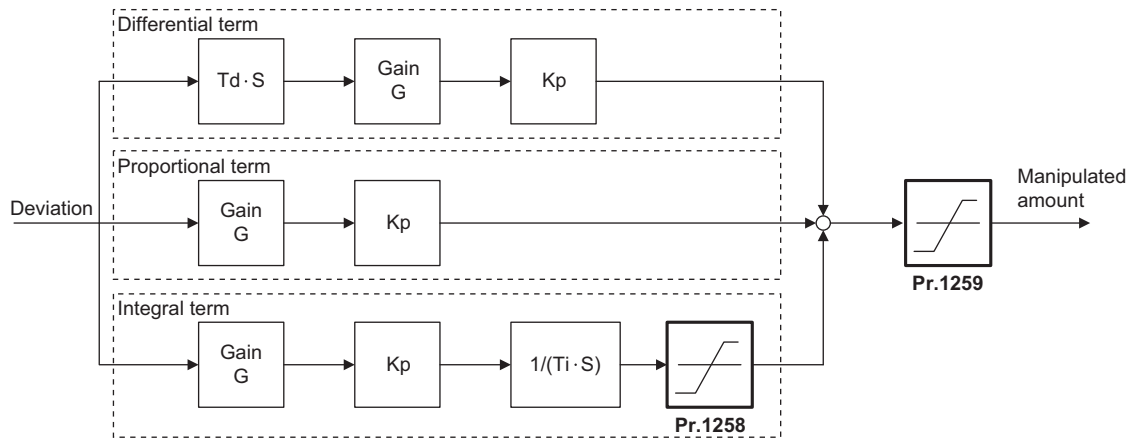 Differential term
Td · S
Gain
G
Kp
Proportional term
Deviation
Gain
G
Kp
Manipulated
amount
Pr.1259
Integral term
Gain
G
Kp
1/(Ti · S)
Pr.1258